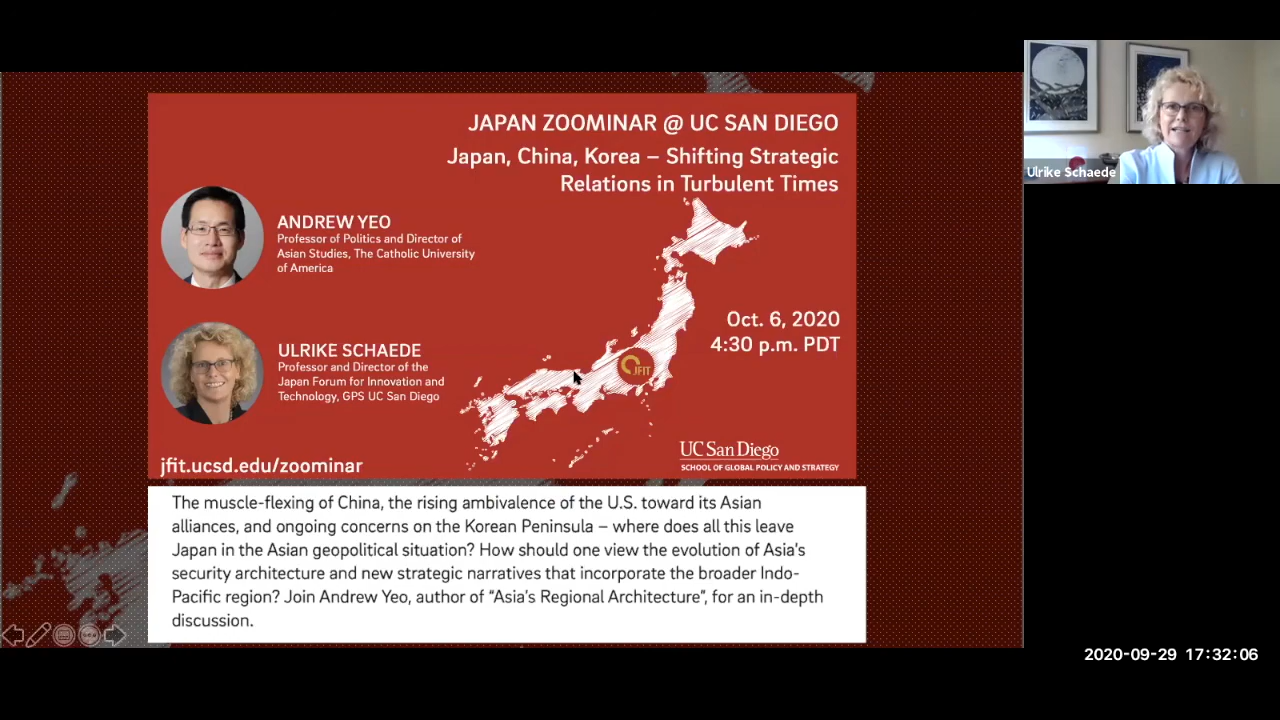 JAPAN ZOOMINAR @ UC SAN DIEGO
Japan, China, Korea – Shifting Strategic
Relations in Turbulent Times
ANDREW YEO
Professor of Politics and Director of
Asian Studies, The Catholic University
of America
Oct. 6, 2020
4:30 p.m. PDT
ULRIKE SCHAEDE
Professor and Director of the
Japan Forum for Innovation and
Technology, GPS UC San Diego
JFIT
jfit.ucsd.edu/zoominar
UC San Diego
SCHOOL OF GLOBAL POLICY AND STRATEGY
The muscle-flexing of China, the rising ambivalence of the U.S. toward its Asian
alliances, and ongoing concerns on the Korean Peninsula – where does all this leave
Japan in the Asian geopolitical situation? How should one view the evolution of Asia's
security architecture and new strategic narratives that incorporate the broader Indo-
Pacific region? Join Andrew Yeo, author of "Asia's Regional Architecture", for an in-depth
discussion.
Ulrike Schaede
2020-09-29 17:32:06